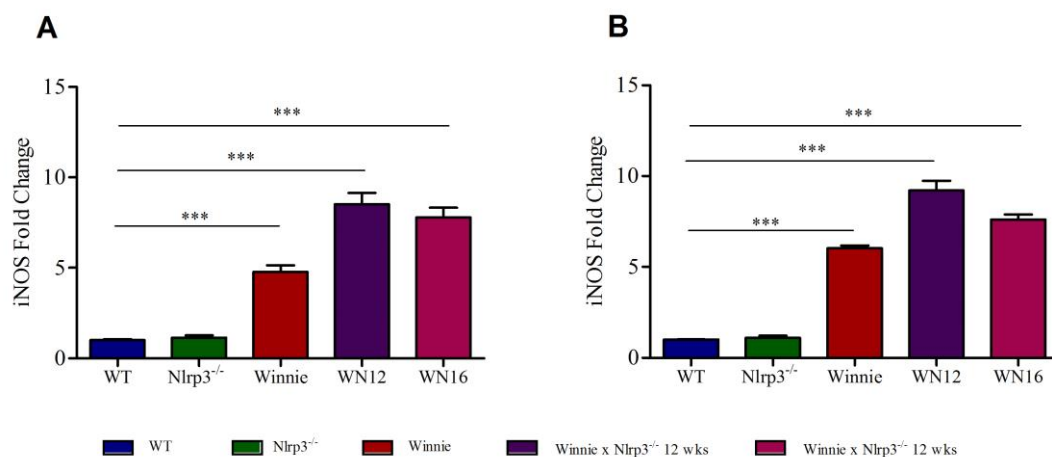 A
15
10
5
0
iNOS Fold Change
***
***
***
WT
Nlrp3-/-
Winnie
WN12
WN16
B
15
10
5
0
iNOS Fold Change
***
***
***
WT
Nlrp3-/-
Winnie
WN12
WN16
WT
Nlrp3-/-
Winnie
Winnie x Nlrp3-/- 12 wks
Winnie x Nlrp3-/- 12 wks